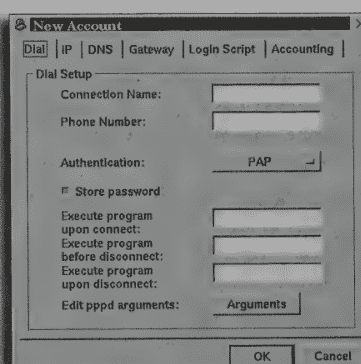 New Account
Dial IP DNS Gateway Login Script Accounting
Dial Setup
Connection Name:
Phone Number:
Authentication: PAP
Store password
Execute program
upon connect:
Execute program
before disconnect:
Execute program
upon disconnect:
Edit pppd arguments: Arguments
OK Cancel